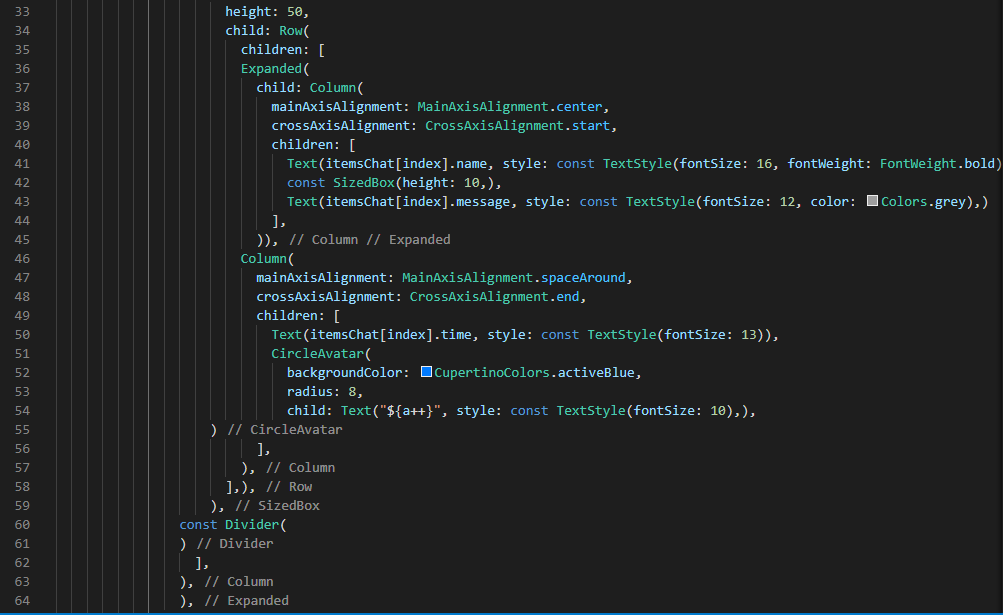 33 height: 50,
34 child: Row(
35 children: [
36 Expanded(
37 child: Column(
38 mainAxisAlignment: MainAxisAlignment.center,
39 crossAxisAlignment: CrossAxisAlignment.start,
40 children: [
41 Text(itemsChat[index].name, style: const TextStyle(fontSize: 16, fontWeight: FontWeight.bold)
42 const SizedBox(height: 10,),
43 Text(itemsChat[index].message, style: const TextStyle(fontSize: 12, color: Colors.grey),)
44 ],
45 )), // Column // Expanded
46 Column(
47 mainAxisAlignment: MainAxisAlignment.spaceAround,
48 crossAxisAlignment: CrossAxisAlignment.end,
49 children: [
50 Text(itemsChat[index].time, style: const TextStyle(fontSize: 13)),
51 CircleAvatar(
52 backgroundColor: CupertinoColors.activeBlue,
53 radius: 8,
54 child: Text("${a++}", style: const TextStyle(fontSize: 10),),
55 ) // CircleAvatar
56 ],
57 ), // Column
58 ],), // Row
59 ), // SizedBox
60 const Divider(
61 ) // Divider
62 ],
63 ), // Column
64 ), // Expanded